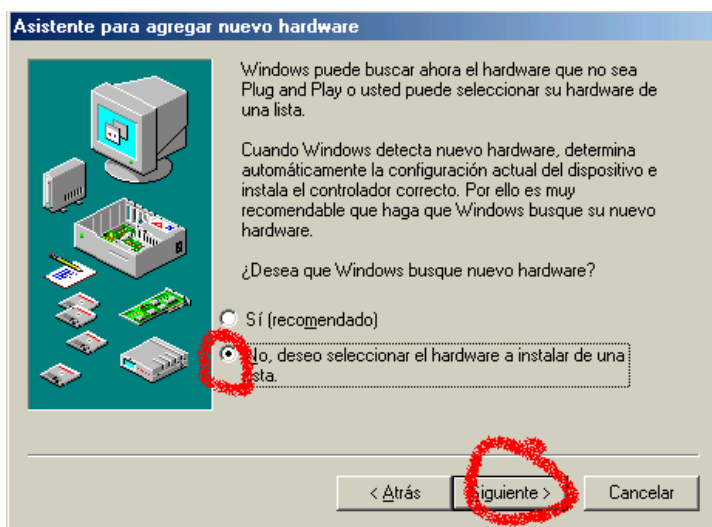 Asistente para agregar nuevo hardware
Windows puede buscar ahora el hardware que no sea
Plug and Play o usted puede seleccionar su hardware de
una lista.
Cuando Windows detecta nuevo hardware, determina
automáticamente la configuración actual del dispositivo e
instala el controlador correcto. Por ello es muy
recomendable que haga que Windows busque su nuevo
hardware.
¿Desea que Windows busque nuevo hardware?
Sí (recomendado)
No, deseo seleccionar el hardware a instalar de una
lista.
< Atrás
Siguiente >
Cancelar